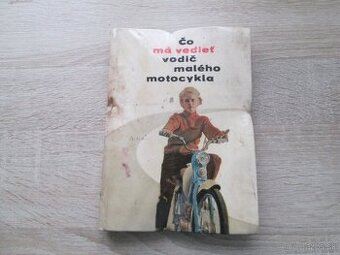 Čo
má vedieť
vodič
malého
motocykla